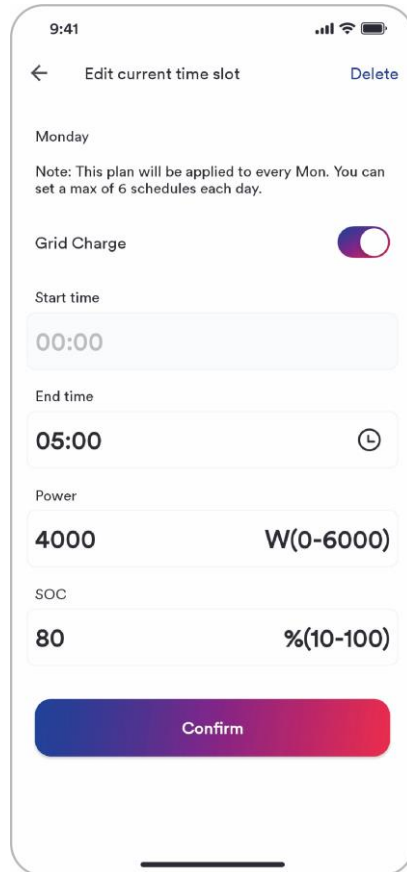 9:41
Edit current time slot
Delete
Monday
Note: This plan will be applied to every Mon. You can
set a max of 6 schedules each day.
Grid Charge
Start time
00:00
End time
05:00
Power
4000 W(0-6000)
SOC
80 %(10-100)
Confirm